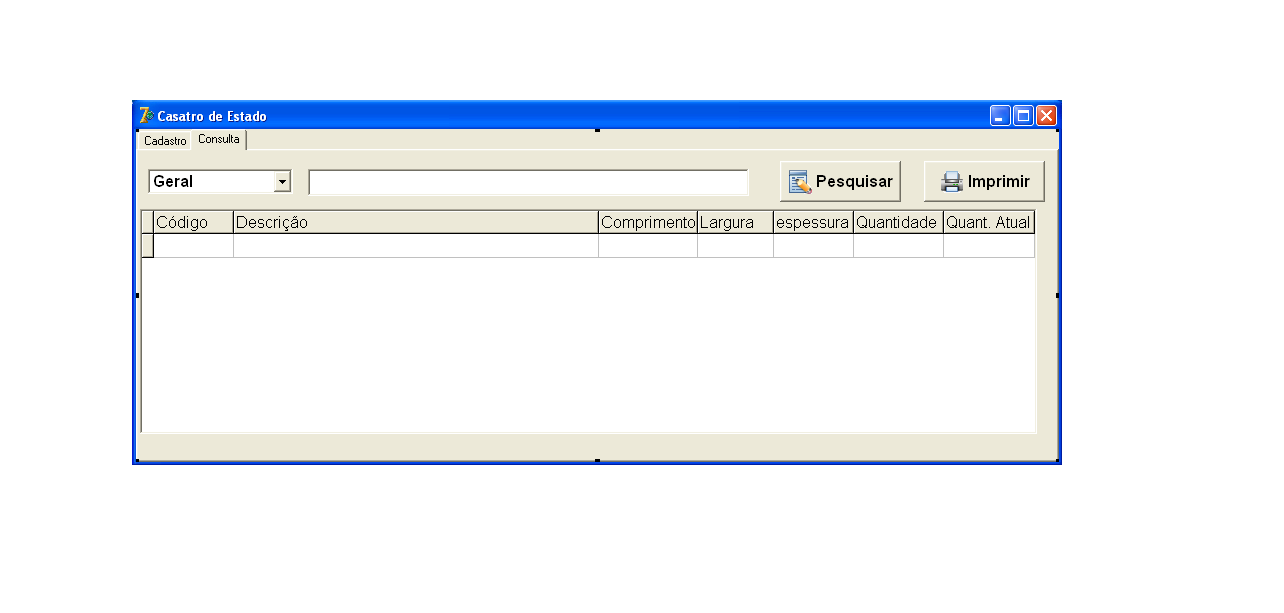 Casatro de Estado
Cadastro Consulta
Geral Pesquisar Imprimir
Código Descrição Comprimento Largura espessura Quantidade Quant. Atual